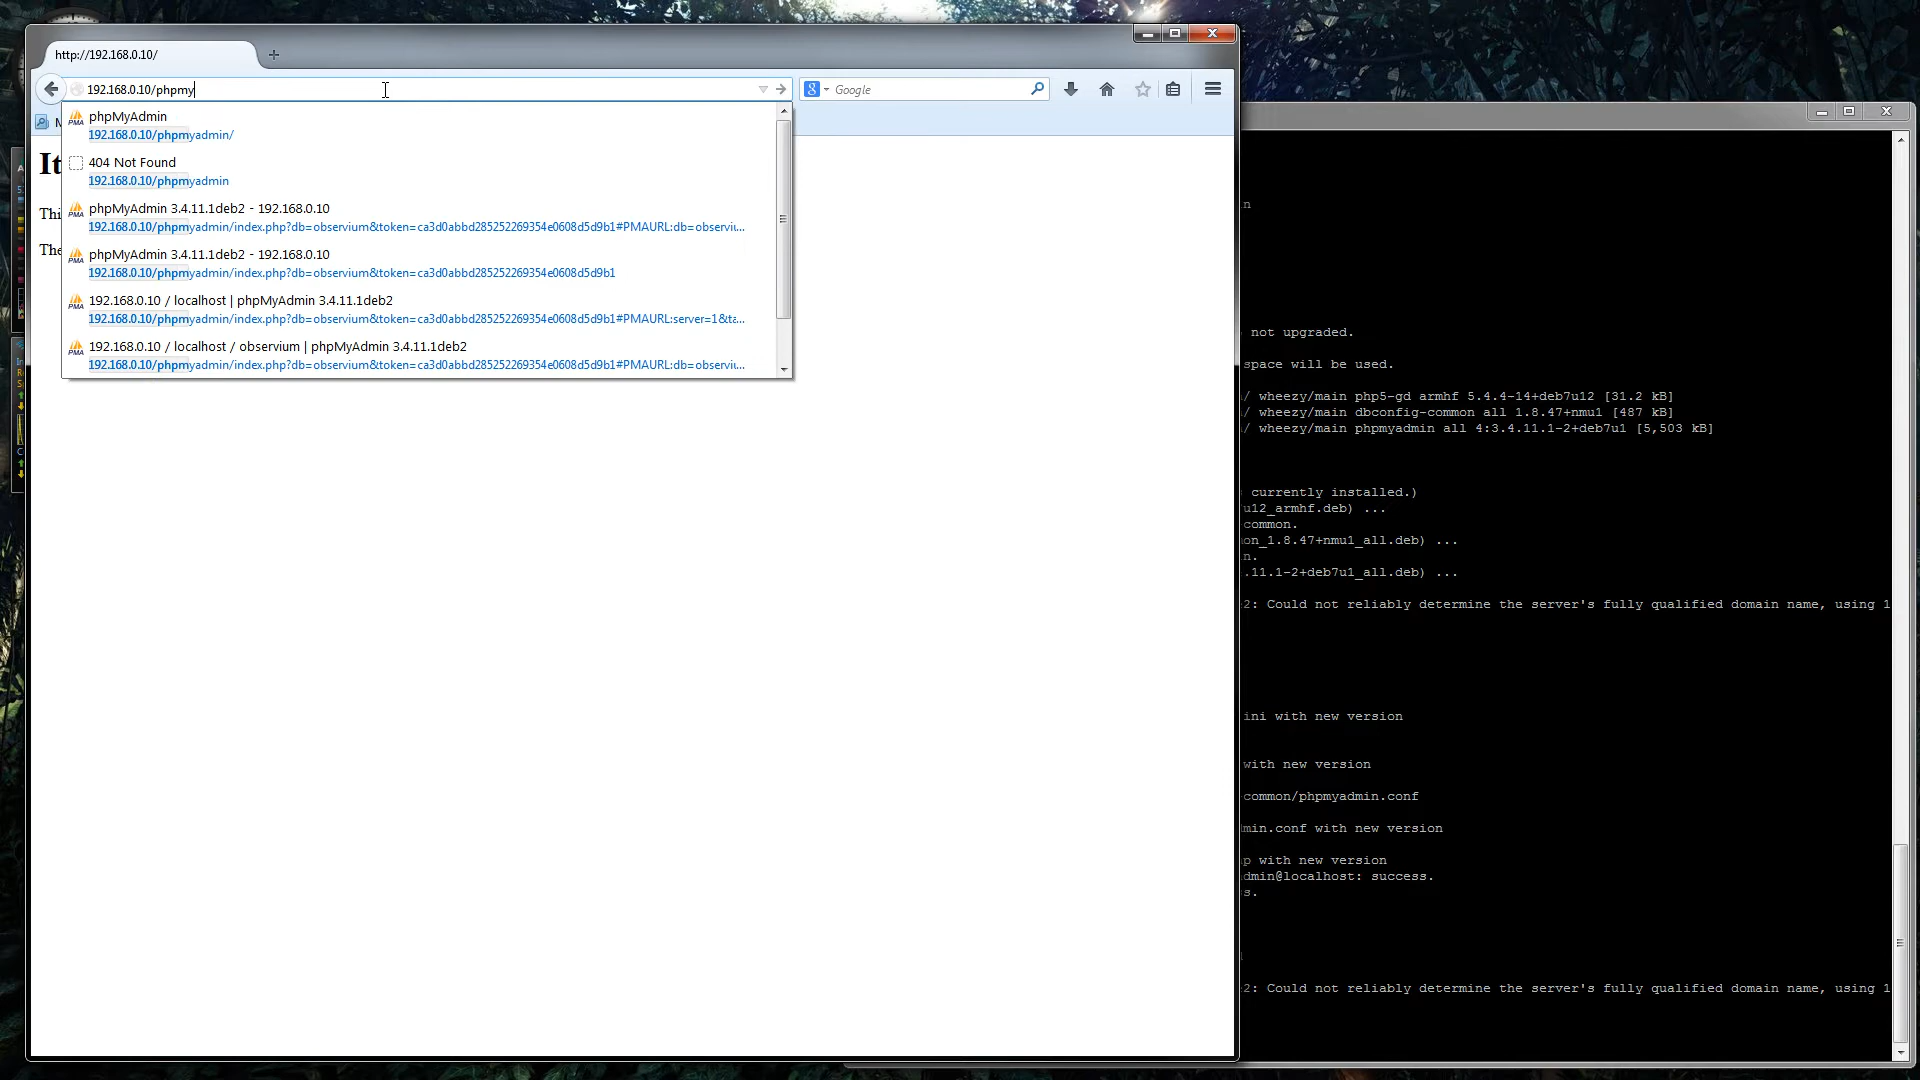 http://192.168.0.10/
192.168.0.10/phpmy
Google
phpMyAdmin
192.168.0.10/phpmyadmin/
404 Not Found
192.168.0.10/phpmyadmin
phpMyAdmin 3.4.11.1deb2 - 192.168.0.10
192.168.0.10/phpmyadmin/index.php?db=observium&token=ca3d0abbd285252269354e0608d5d9b1#PMAURL:db=observiu...
phpMyAdmin 3.4.11.1deb2 - 192.168.0.10
192.168.0.10/phpmyadmin/index.php?db=observium&token=ca3d0abbd285252269354e0608d5d9b1
192.168.0.10 / localhost | phpMyAdmin 3.4.11.1deb2
192.168.0.10/phpmyadmin/index.php?db=observium&token=ca3d0abbd285252269354e0608d5d9b1#PMAURL:server=1&ta...
192.168.0.10 / localhost / observium | phpMyAdmin 3.4.11.1deb2
192.168.0.10/phpmyadmin/index.php?db=observium&token=ca3d0abbd285252269354e0608d5d9b1#PMAURL:db=observiu...
It
Thi
The
n
not upgraded.
space will be used.
/ wheezy/main php5-gd armhf 5.4.4-14+deb7u12 [31.2 kB]
/ wheezy/main dbconfig-common all 1.8.47+nmu1 [487 kB]
/ wheezy/main phpmyadmin all 4:3.4.11.1-2+deb7u1 [5,503 kB]
currently installed.)
u12_armhf.deb) ...
common.
on_1.8.47+nmu1_all.deb) ...
n.
.11.1-2+deb7u1_all.deb) ...
2: Could not reliably determine the server's fully qualified domain name, using 1
ini with new version
with new version
common/phpmyadmin.conf
min.conf with new version
p with new version
dmin@localhost: success.
s.
2: Could not reliably determine the server's fully qualified domain name, using 1